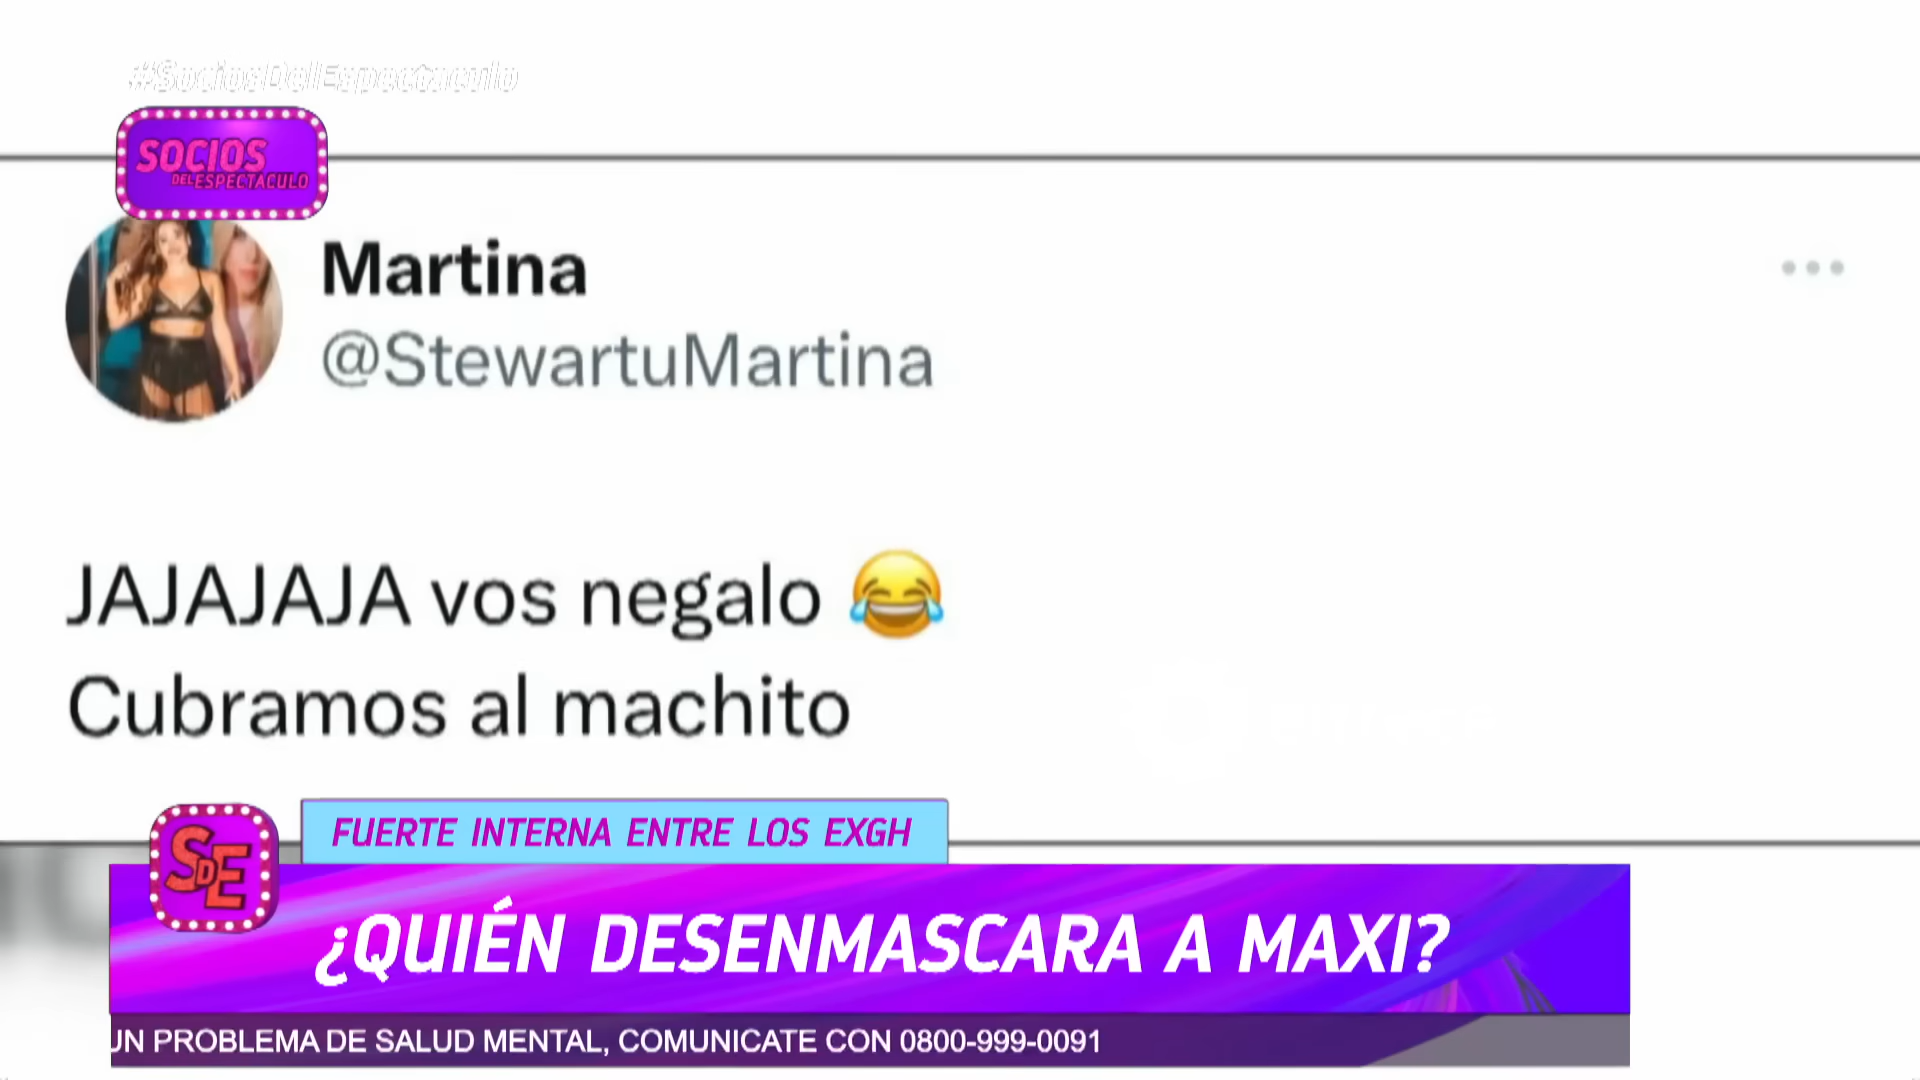 #SociosDelEspectaculo
SOCIOS
DEL ESPECTACULO
Martina
@StewartuMartina
JAJAJAJA vos negalo 😂
Cubramos al machito
FUERTE INTERNA ENTRE LOS EXGH
SDE
¿QUIÉN DESENMASCARA A MAXI?
UN PROBLEMA DE SALUD MENTAL, COMUNICATE CON 0800-999-0091